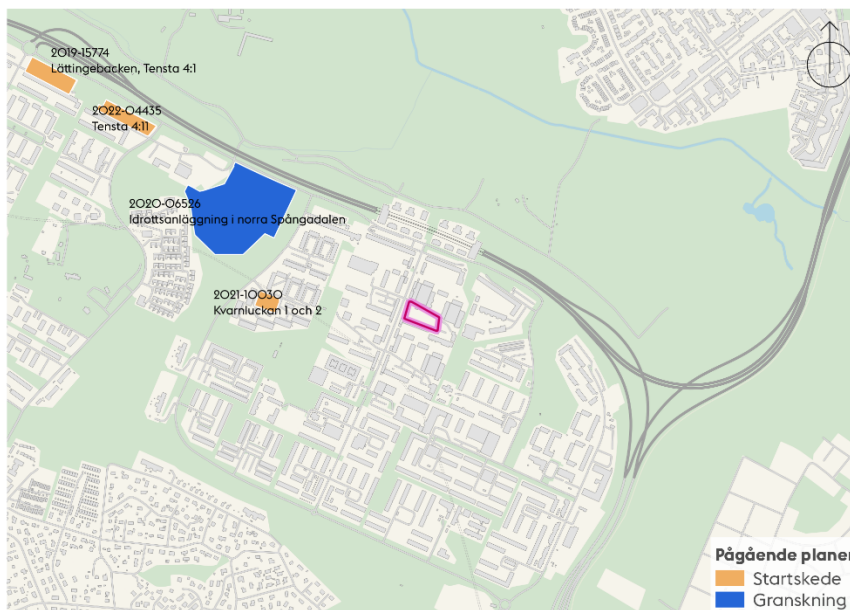 2019-15774
Lättingebacken, Tensta 4:1
2022-04435
Tensta 4:11
2020-06526
Idrottsanläggning i norra Spångadalen
2021-10030
Kvarnluckan 1 och 2
Pågående planer
Startskede
Granskning